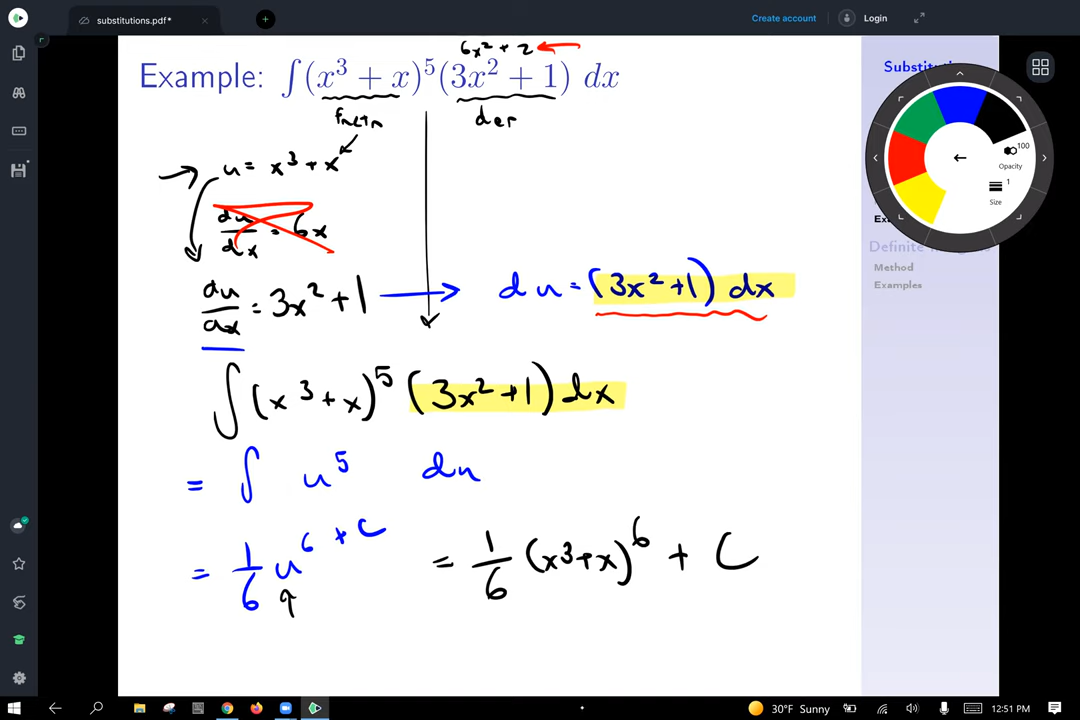 substitutions.pdf*
Create account
Login
6x² + 2
Example: ∫(x³ + x)⁵(3x² + 1) dx
Substituti
der
u = x³ + x
du/dx = 6x
du/dx = 3x² + 1
du = (3x²+1) dx
∫ (x³ + x)⁵ (3x² + 1) dx
= ∫ u⁵ du
= 1/6 u⁶ + C = 1/6 (x³+x)⁶ + C
100
Opacity
1
Size
Method
Examples
30°F Sunny
12:51 PM